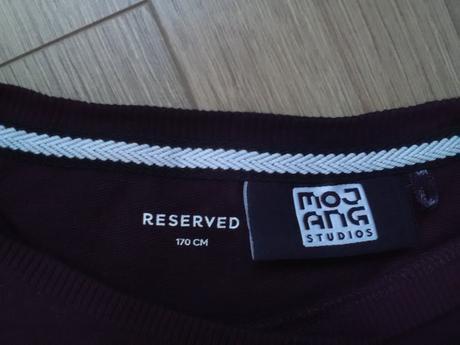 RESERVED
170 CM
MOJ
ANG
STUDIOS